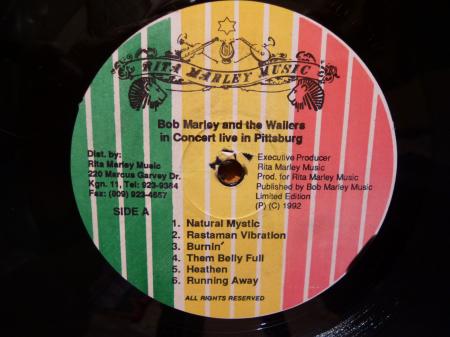 RITA MARLEY MUSIC
Bob Marley and the Wailers
in Concert live in Pittsburg
Dist. by:
Rita Marley Music
220 Marcus Garvey Dr.
Kgn. 11, Tel: 923-9384
Fax: (809) 923-4657
SIDE A
Executive Producer
Rita Marley Music
Prod. for Rita Marley Music
Published by Bob Marley Music
Limited Edition
(P) (C) 1992
1. Natural Mystic
2. Rastaman Vibration
3. Burnin'
4. Them Belly Full
5. Heathen
6. Running Away
ALL RIGHTS RESERVED